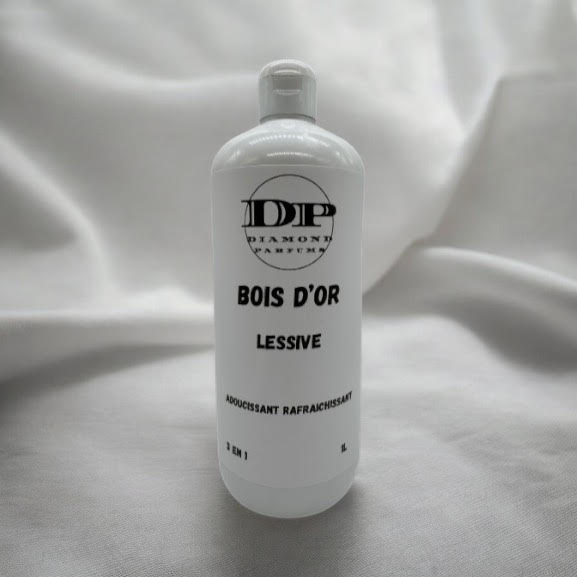 DP
DIAMOND
PARFUMS
BOIS D'OR
LESSIVE
ADOUCISSANT RAFRAICHISSANT
3 EN 1
1L